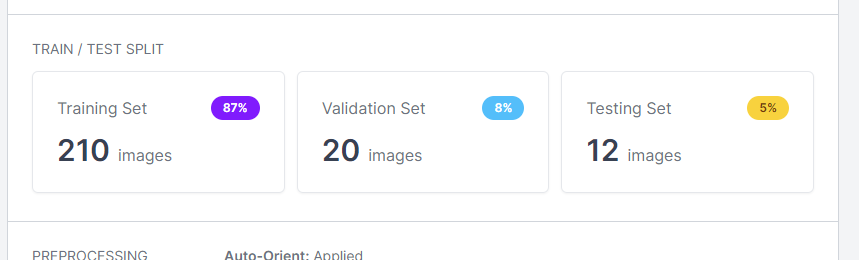 TRAIN / TEST SPLIT
Training Set 87%
210 images
Validation Set 8%
20 images
Testing Set 5%
12 images
PREPROCESSING Auto-Orient: Applied